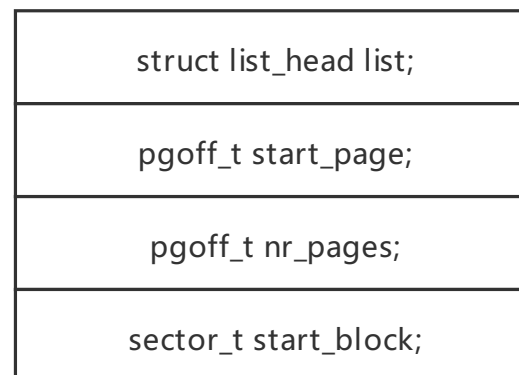 struct list_head list;
pgoff_t start_page;
pgoff_t nr_pages;
sector_t start_block;